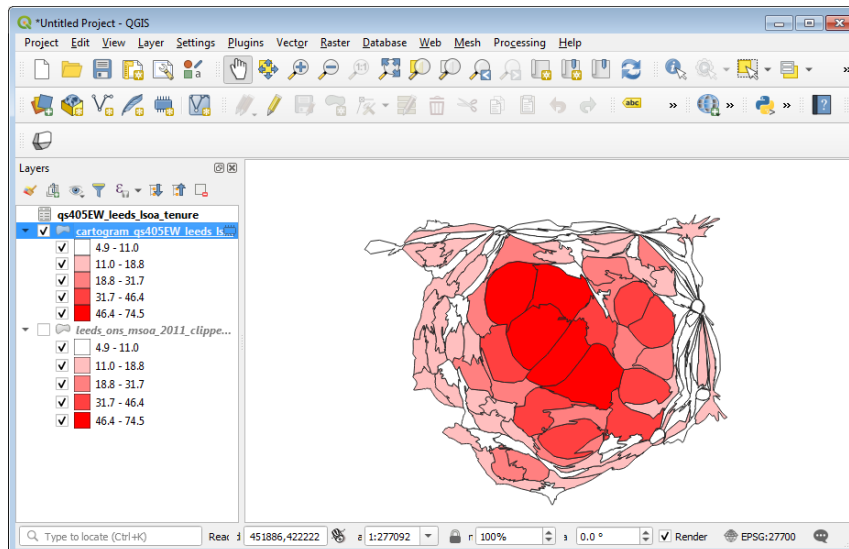 *Untitled Project - QGIS
Project Edit View Layer Settings Plugins Vector Raster Database Web Mesh Processing Help
abc » » »
Layers
qs405EW_leeds_lsoa_tenure
cartogram_qs405EW_leeds_ls...
4.9 - 11.0
11.0 - 18.8
18.8 - 31.7
31.7 - 46.4
46.4 - 74.5
leeds_ons_msoa_2011_clippe...
4.9 - 11.0
11.0 - 18.8
18.8 - 31.7
31.7 - 46.4
46.4 - 74.5
Type to locate (Ctrl+K) 451886,422222 1:277092 100% 0.0 ° Render EPSG:27700